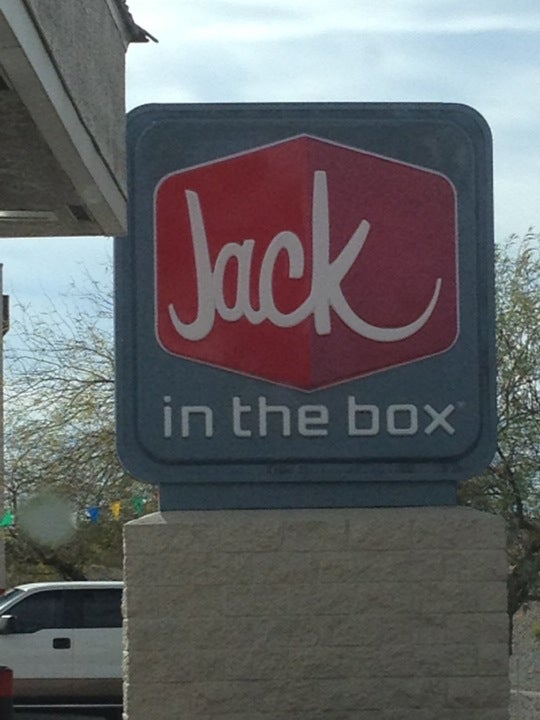 Jack
in the box